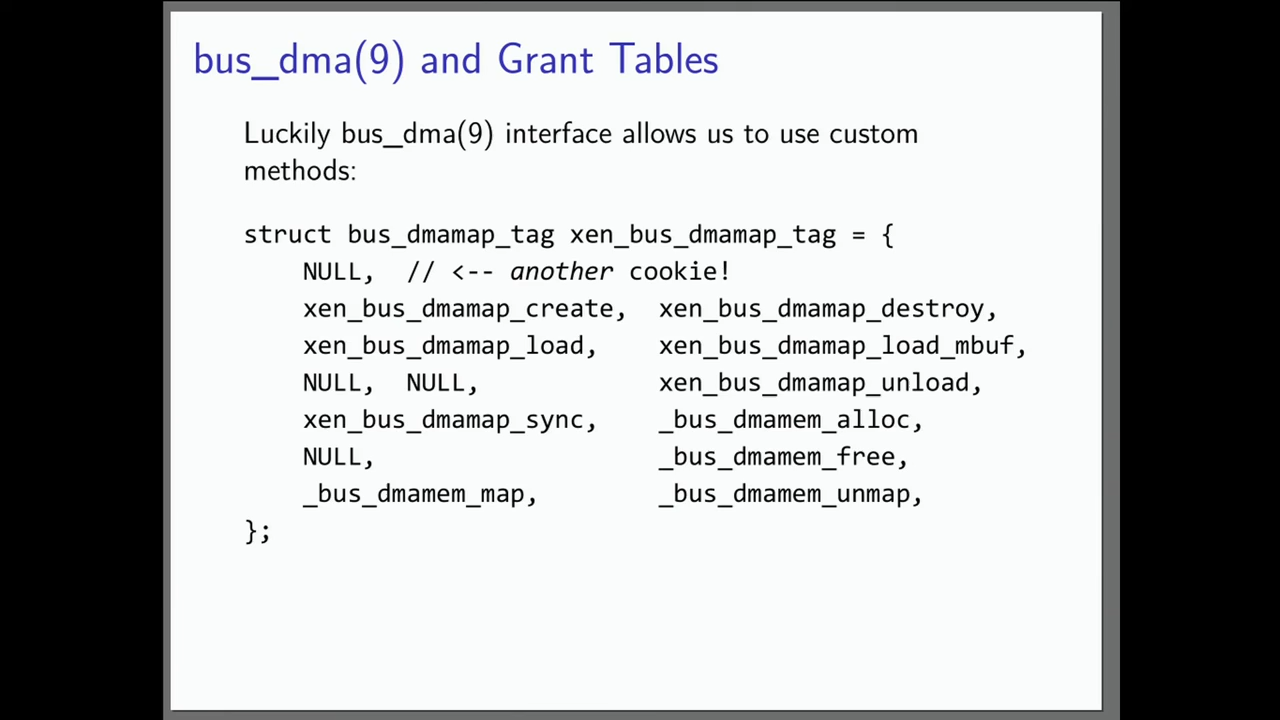 bus_dma(9) and Grant Tables
Luckily bus_dma(9) interface allows us to use custom
methods:
struct bus_dmamap_tag xen_bus_dmamap_tag = {
    NULL,  // <-- another cookie!
    xen_bus_dmamap_create,  xen_bus_dmamap_destroy,
    xen_bus_dmamap_load,    xen_bus_dmamap_load_mbuf,
    NULL,  NULL,            xen_bus_dmamap_unload,
    xen_bus_dmamap_sync,    _bus_dmamem_alloc,
    NULL,                   _bus_dmamem_free,
    _bus_dmamem_map,        _bus_dmamem_unmap,
};